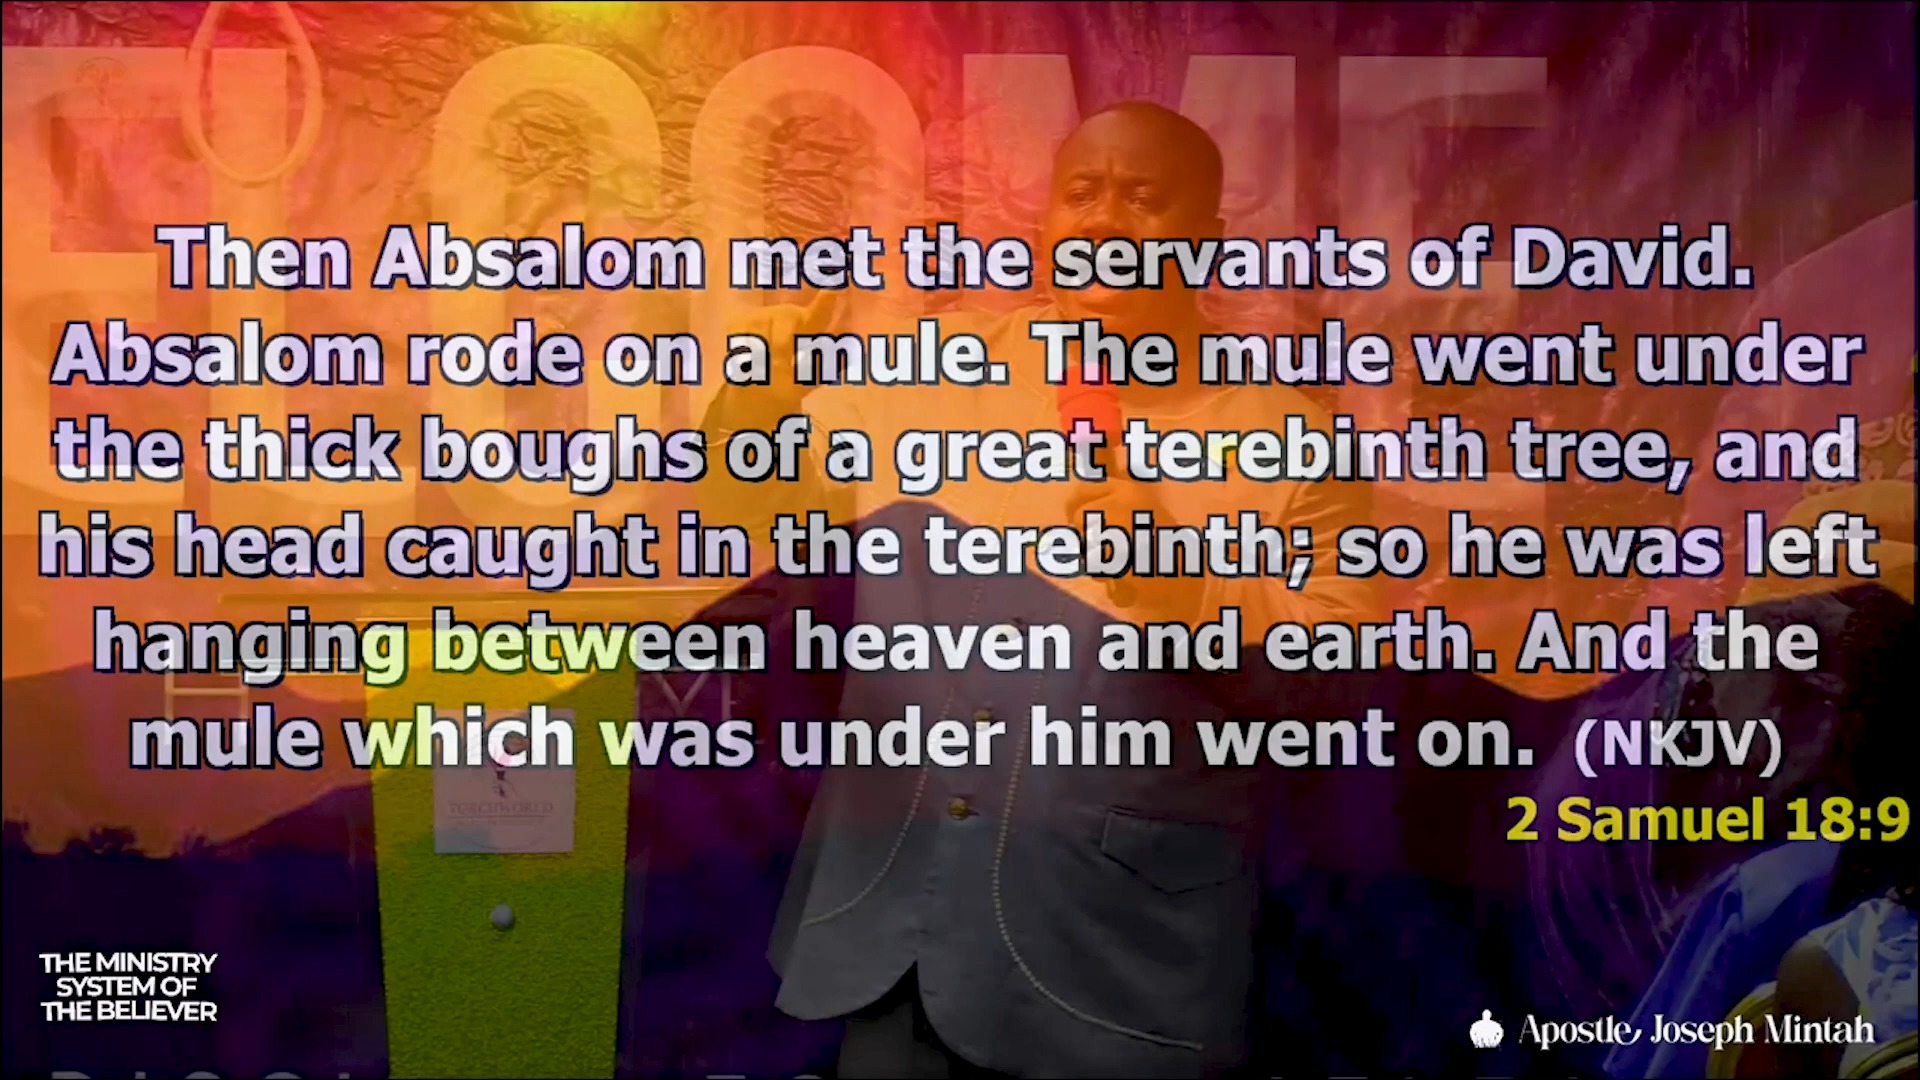 ELCOME
Then Absalom met the servants of David.
Absalom rode on a mule. The mule went under
the thick boughs of a great terebinth tree, and
his head caught in the terebinth; so he was left
hanging between heaven and earth. And the
mule which was under him went on. (NKJV)
2 Samuel 18:9
TORCHWORLD
THE MINISTRY
SYSTEM OF
THE BELIEVER
Apostle Joseph Mintah